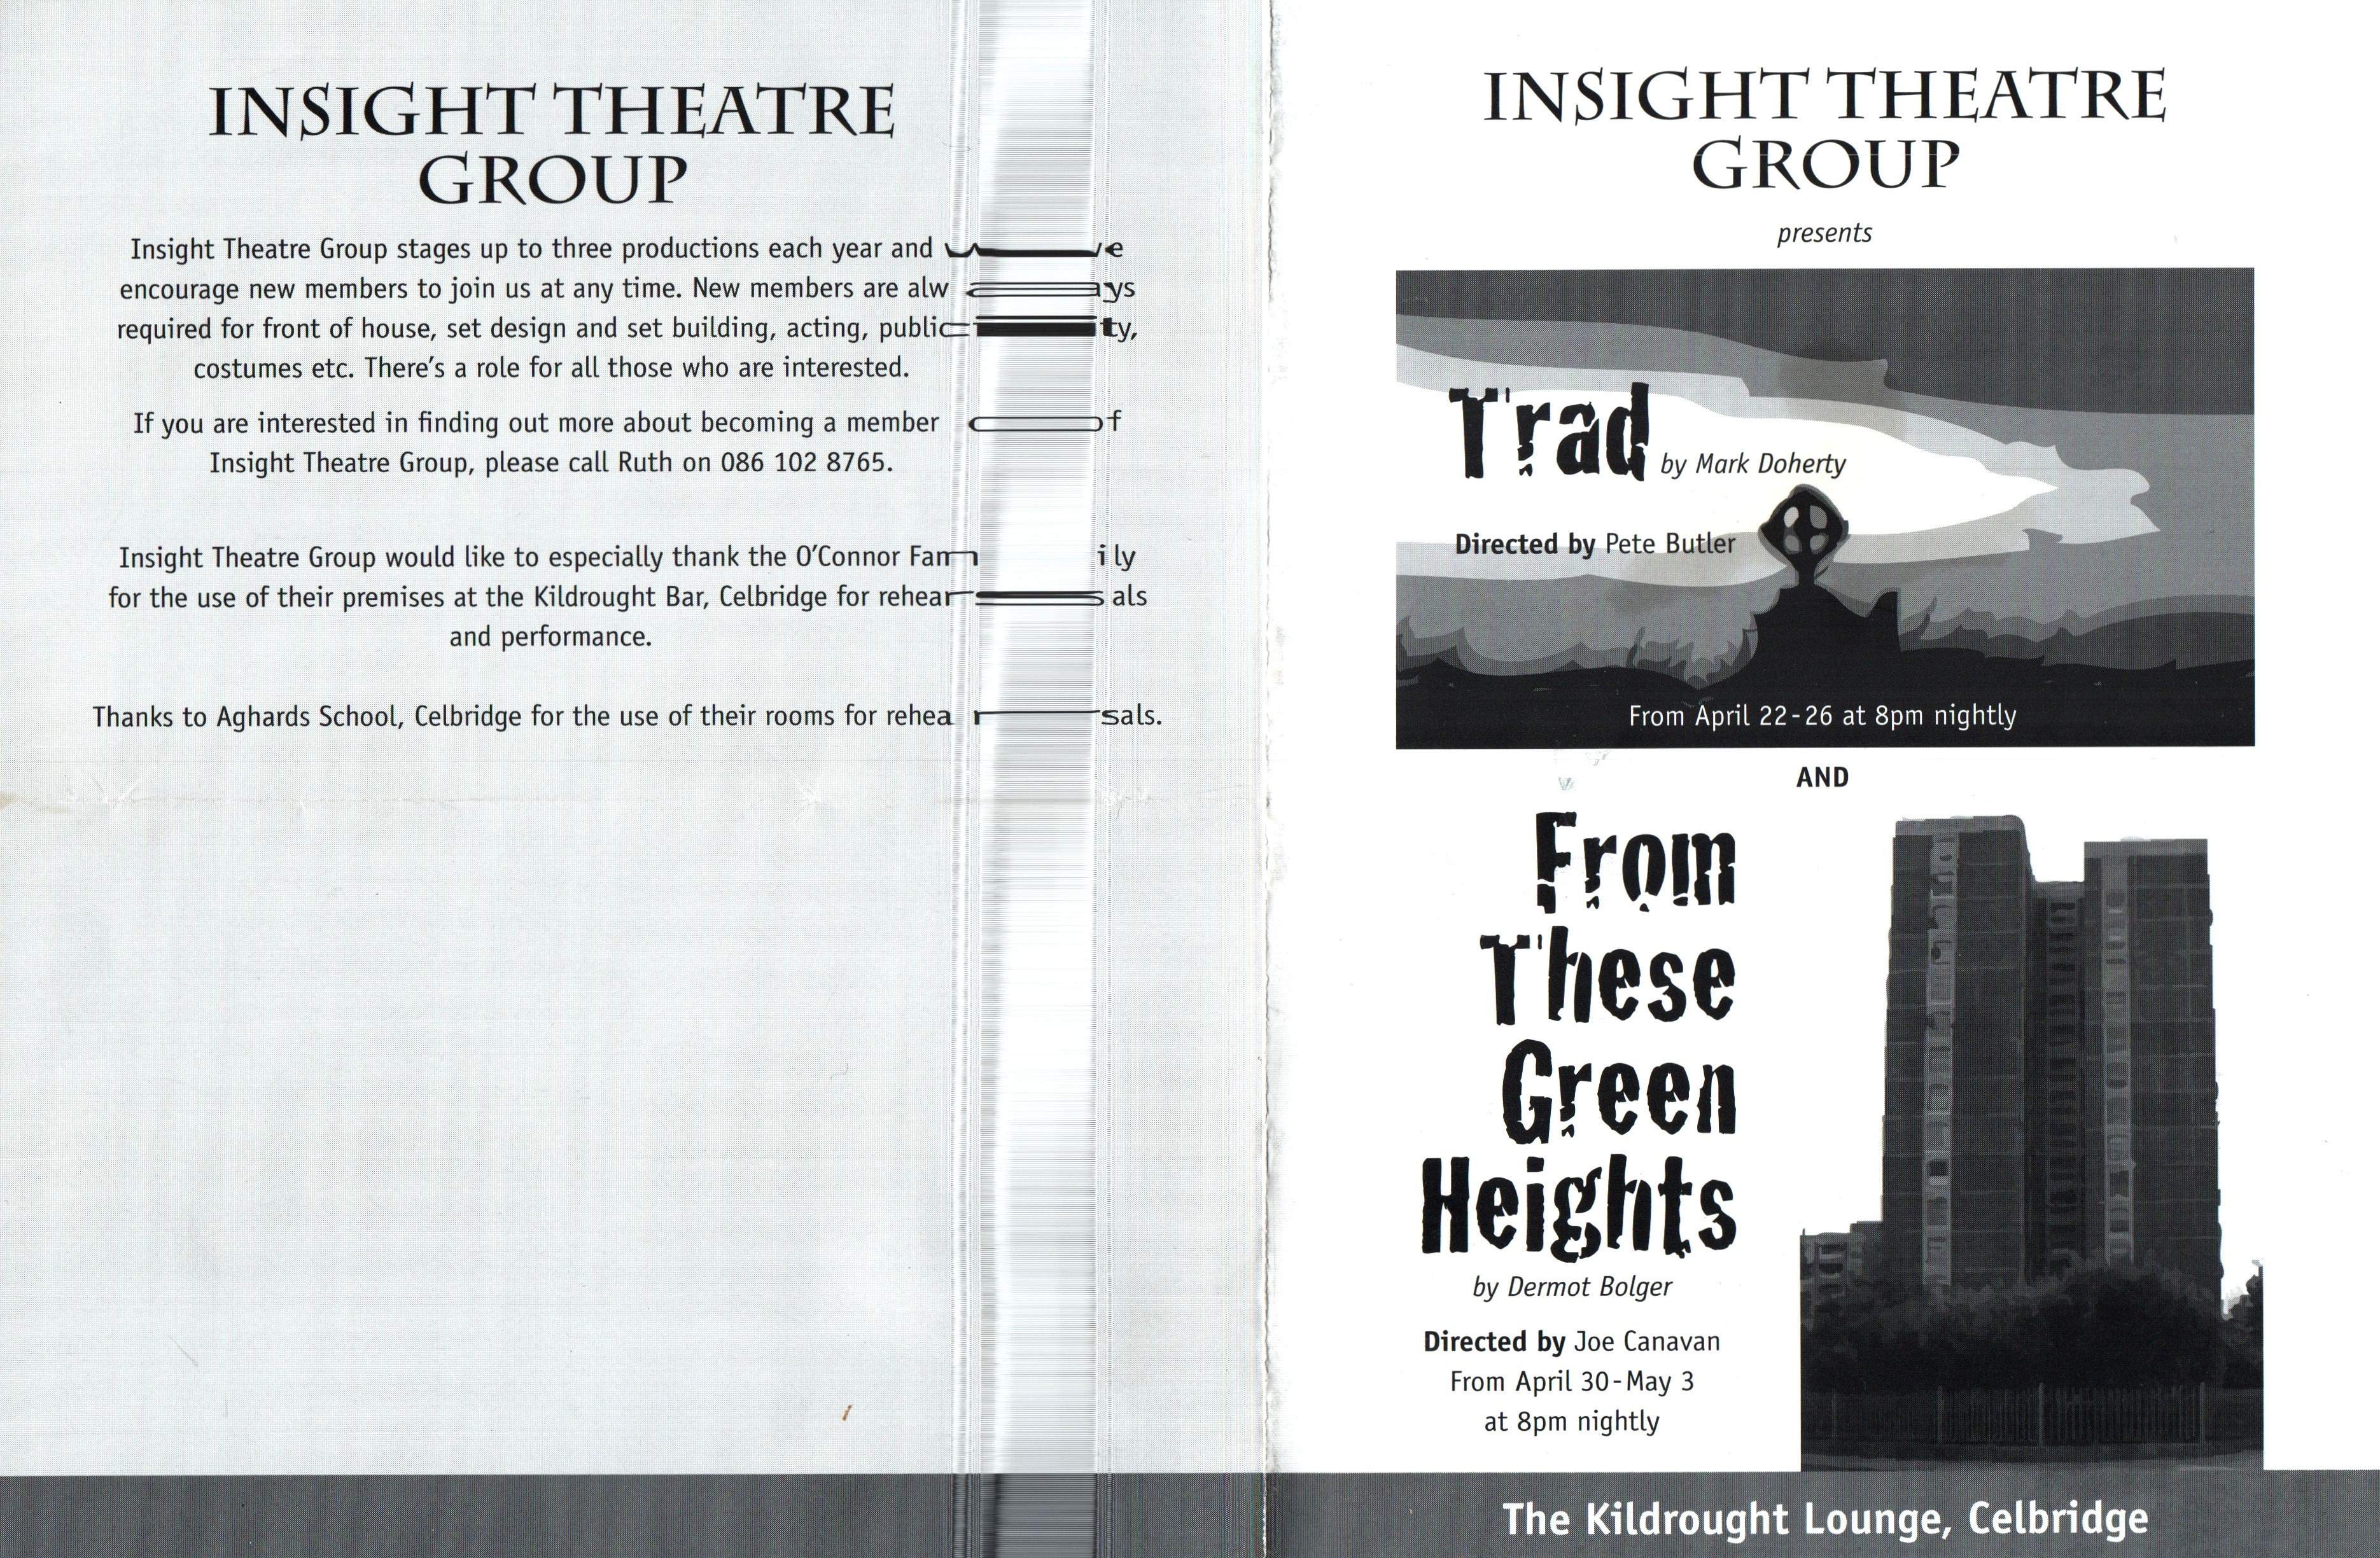 INSIGHT THEATRE
GROUP
Insight Theatre Group stages up to three productions each year and we
encourage new members to join us at any time. New members are always
required for front of house, set design and set building, acting, publicity,
costumes etc. There's a role for all those who are interested.
If you are interested in finding out more about becoming a member of
Insight Theatre Group, please call Ruth on 086 102 8765.
Insight Theatre Group would like to especially thank the O'Connor Family
for the use of their premises at the Kildrought Bar, Celbridge for rehearsals
and performance.
Thanks to Aghards School, Celbridge for the use of their rooms for rehearsals.
INSIGHT THEATRE
GROUP
presents
Trad by Mark Doherty
Directed by Pete Butler
From April 22-26 at 8pm nightly
AND
From
These
Green
Heights
by Dermot Bolger
Directed by Joe Canavan
From April 30-May 3
at 8pm nightly
The Kildrought Lounge, Celbridge